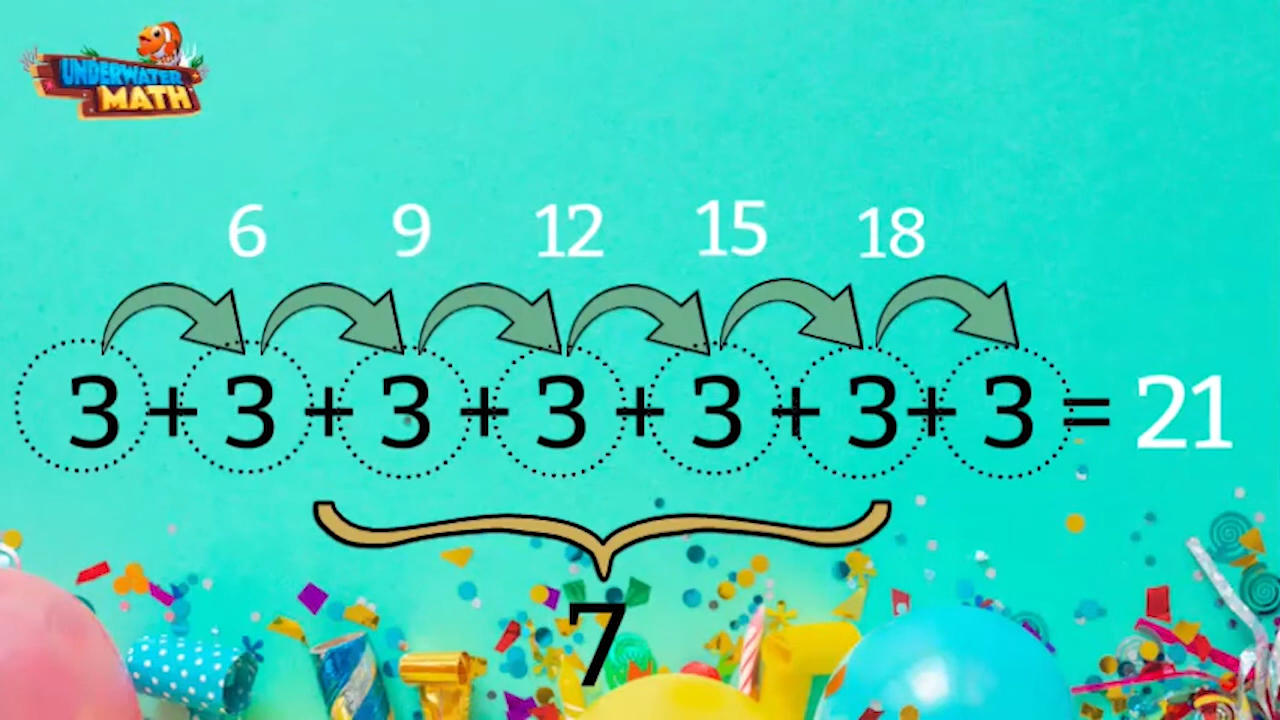 UNDERWATER
MATH
6 9 12 15 18
3 + 3 + 3 + 3 + 3 + 3 + 3 = 21
7